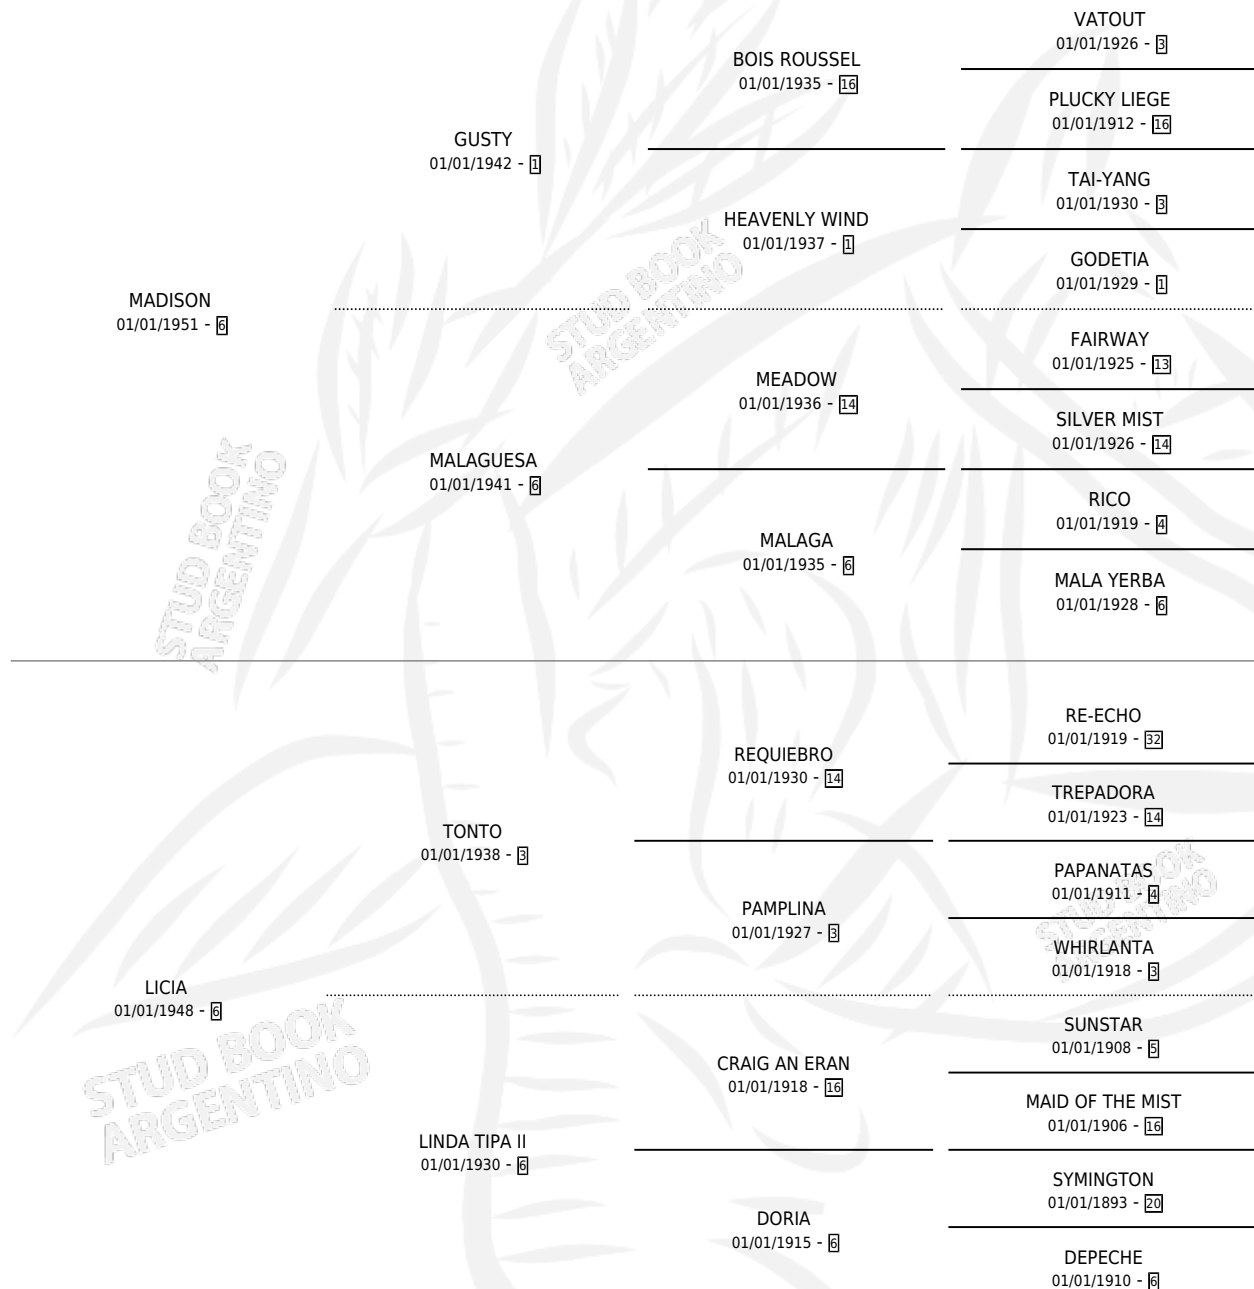 VATOUT
01/01/1926 - 3
BOIS ROUSSEL
01/01/1935 - 16
PLUCKY LIEGE
01/01/1912 - 16
GUSTY
01/01/1942 - 1
TAI-YANG
01/01/1930 - 3
HEAVENLY WIND
01/01/1937 - 1
GODETIA
01/01/1929 - 1
MADISON
01/01/1951 - 6
STUD BOOK
ARGENTINO
FAIRWAY
01/01/1925 - 13
MEADOW
01/01/1936 - 14
SILVER MIST
01/01/1926 - 14
MALAGUESA
01/01/1941 - 6
RICO
01/01/1919 - 4
MALAGA
01/01/1935 - 6
MALA YERBA
01/01/1928 - 6
STUD BOOK
ARGENTINO
RE-ECHO
01/01/1919 - 32
REQUIEBRO
01/01/1930 - 14
TREPADORA
01/01/1923 - 14
TONTO
01/01/1938 - 3
PAPANATAS
01/01/1911 - 4
PAMPLINA
01/01/1927 - 3
WHIRLANTA
01/01/1918 - 3
STUD BOOK
ARGENTINO
LICIA
01/01/1948 - 6
SUNSTAR
01/01/1908 - 5
CRAIG AN ERAN
01/01/1918 - 16
MAID OF THE MIST
01/01/1906 - 16
STUD BOOK
ARGENTINO
LINDA TIPA II
01/01/1930 - 6
SYMINGTON
01/01/1893 - 20
DORIA
01/01/1915 - 6
DEPECHE
01/01/1910 - 6